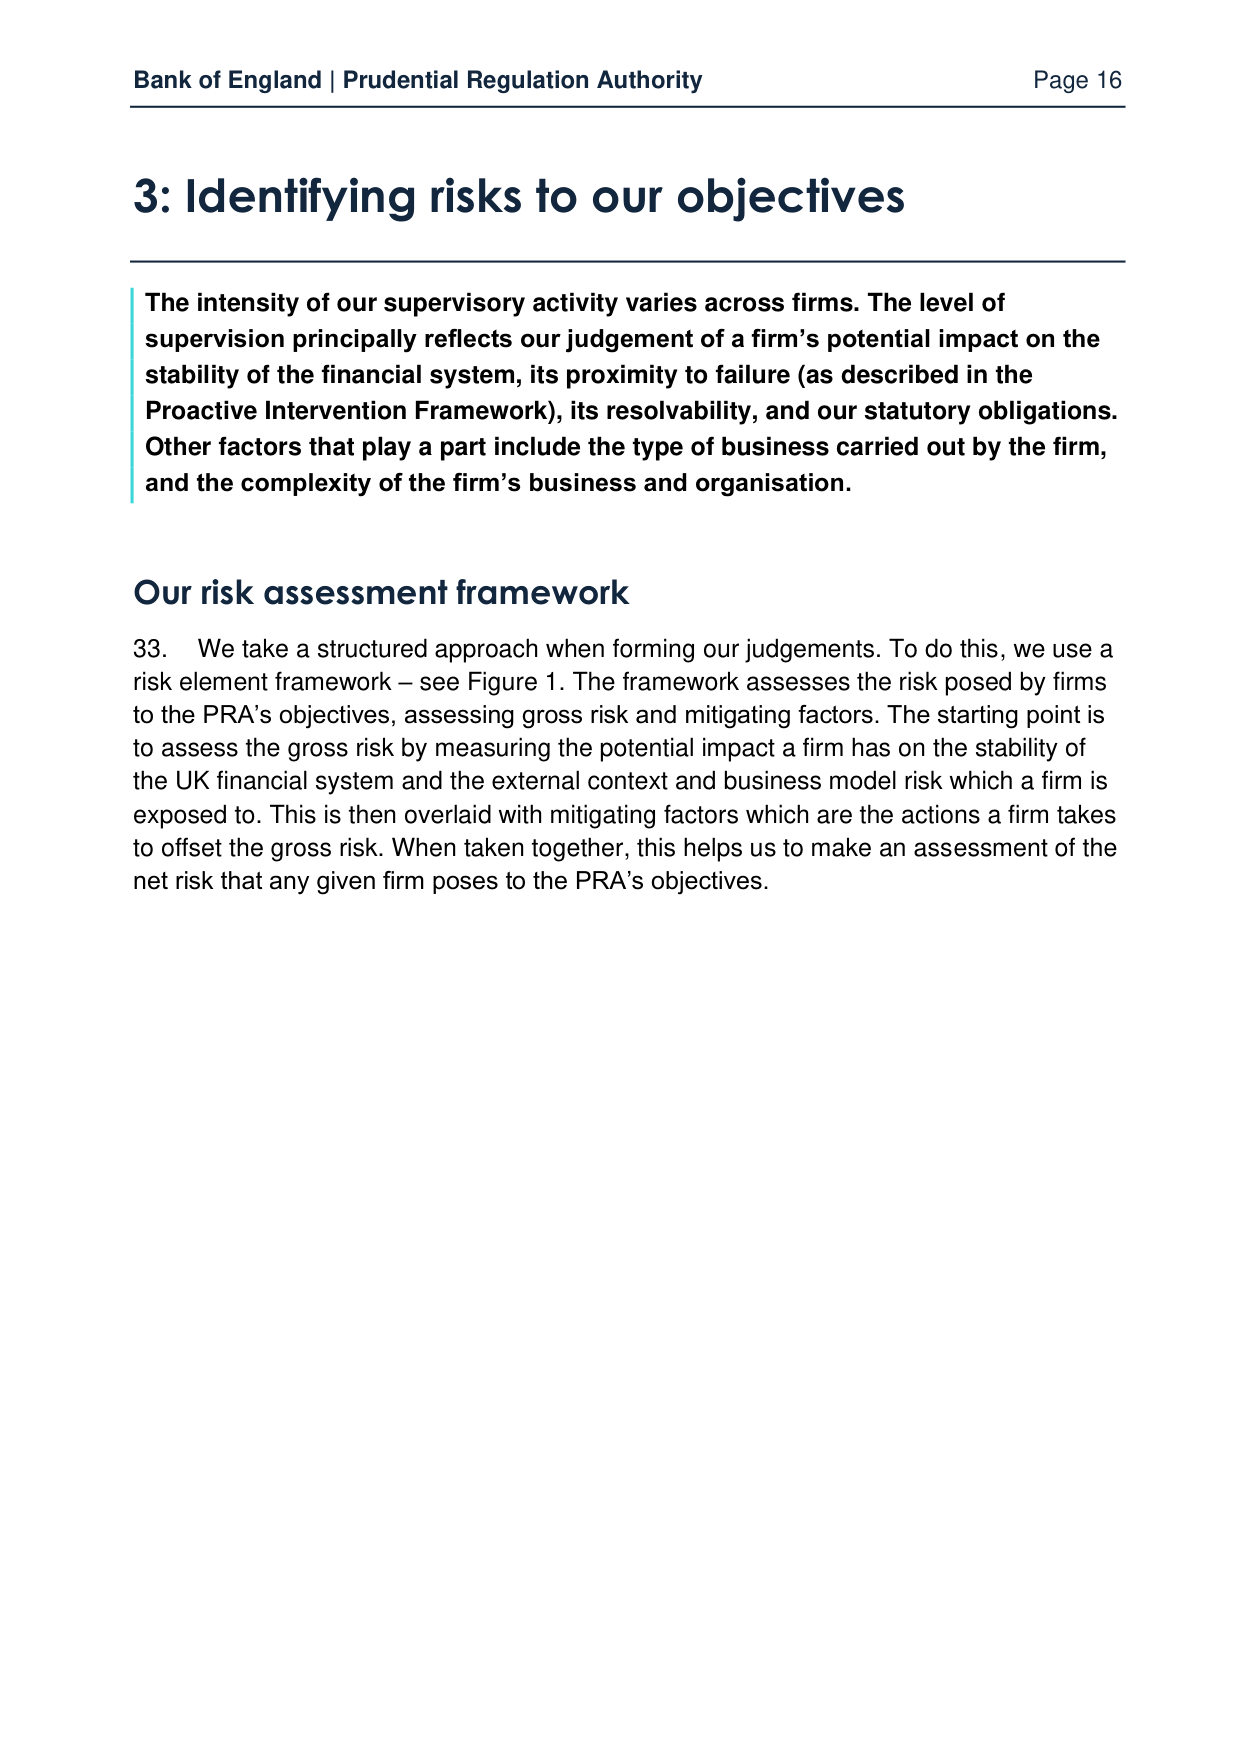 Bank of England | Prudential Regulation Authority Page 16
3: Identifying risks to our objectives
The intensity of our supervisory activity varies across firms. The level of
supervision principally reflects our judgement of a firm’s potential impact on the
stability of the financial system, its proximity to failure (as described in the
Proactive Intervention Framework), its resolvability, and our statutory obligations.
Other factors that play a part include the type of business carried out by the firm,
and the complexity of the firm’s business and organisation.
Our risk assessment framework
33. We take a structured approach when forming our judgements. To do this, we use a
risk element framework – see Figure 1. The framework assesses the risk posed by firms
to the PRA’s objectives, assessing gross risk and mitigating factors. The starting point is
to assess the gross risk by measuring the potential impact a firm has on the stability of
the UK financial system and the external context and business model risk which a firm is
exposed to. This is then overlaid with mitigating factors which are the actions a firm takes
to offset the gross risk. When taken together, this helps us to make an assessment of the
net risk that any given firm poses to the PRA’s objectives.